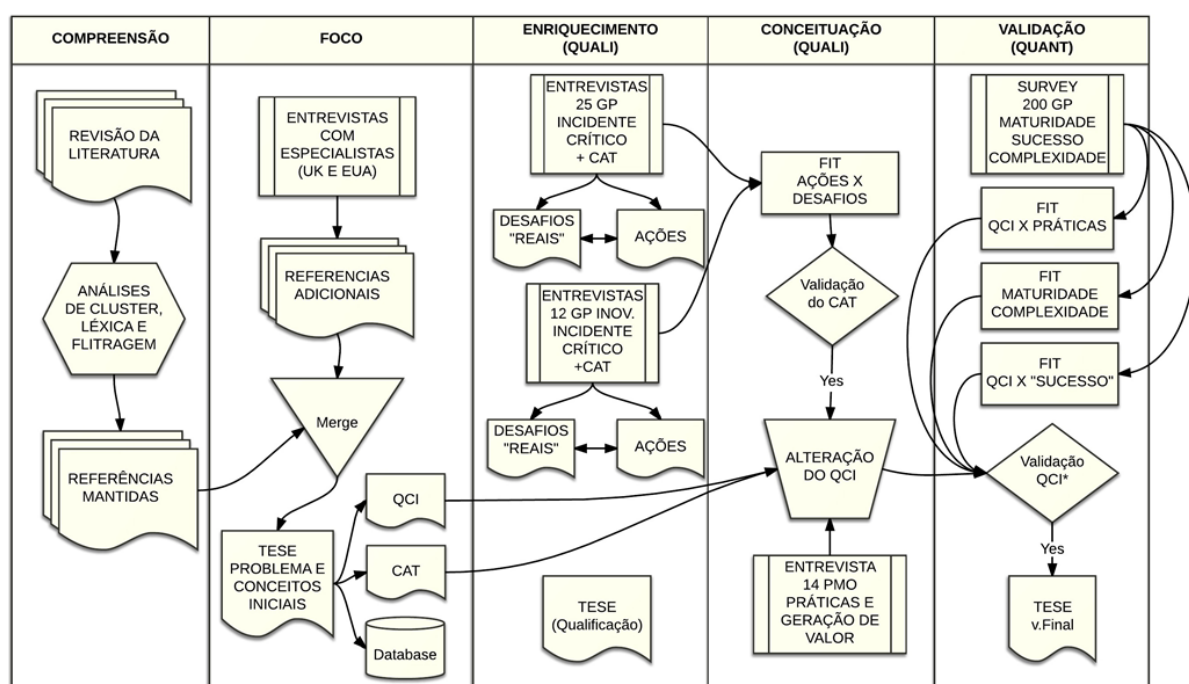 COMPREENSÃO
FOCO
ENRIQUECIMENTO
(QUALI)
CONCEITUAÇÃO
(QUALI)
VALIDAÇÃO
(QUANT)
REVISÃO DA
LITERATURA
ANÁLISES
DE CLUSTER,
LÉXICA E
FLITRAGEM
REFERÊNCIAS
MANTIDAS
ENTREVISTAS
COM
ESPECIALISTAS
(UK E EUA)
REFERENCIAS
ADICIONAIS
Merge
TESE
PROBLEMA E
CONCEITOS
INICIAIS
QCI
CAT
Database
ENTREVISTAS
25 GP
INCIDENTE
CRÍTICO
+ CAT
DESAFIOS
"REAIS"
AÇÕES
ENTREVISTAS
12 GP INOV.
INCIDENTE
CRÍTICO
+CAT
DESAFIOS
"REAIS"
AÇÕES
TESE
(Qualificação)
FIT
AÇÕES X
DESAFIOS
Validação
do CAT
Yes
ALTERAÇÃO
DO QCI
ENTREVISTA
14 PMO
PRÁTICAS E
GERAÇÃO DE
VALOR
SURVEY
200 GP
MATURIDADE
SUCESSO
COMPLEXIDADE
FIT
QCI X PRÁTICAS
FIT
MATURIDADE
COMPLEXIDADE
FIT
QCI X "SUCESSO"
Validação
QCI*
Yes
TESE
v.Final